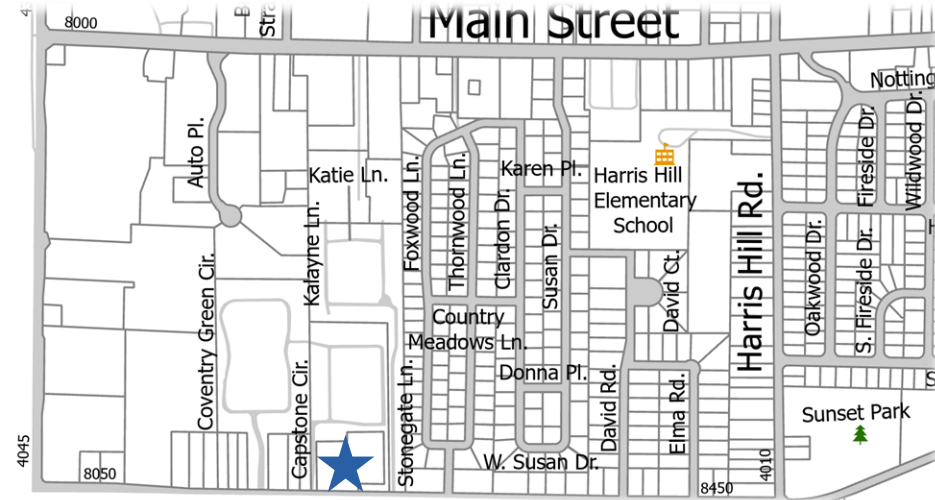 8000
Main Street
Notting
Auto Pl.
Katie Ln.
Karen Pl.
Harris Hill
Elementary
School
Fireside Dr.
Wildwood Dr.
Foxwood Ln.
Thornwood Ln.
Clardon Dr.
Susan Dr.
Kalayne Ln.
Coventry Green Cir.
David Ct.
Harris Hill Rd.
Oakwood Dr.
S. Fireside Dr.
Country
Meadows Ln.
Donna Pl.
Capstone Cir.
Stonegate Ln.
David Rd.
Elma Rd.
Sunset Park
W. Susan Dr.
4045
8050
4010
8450